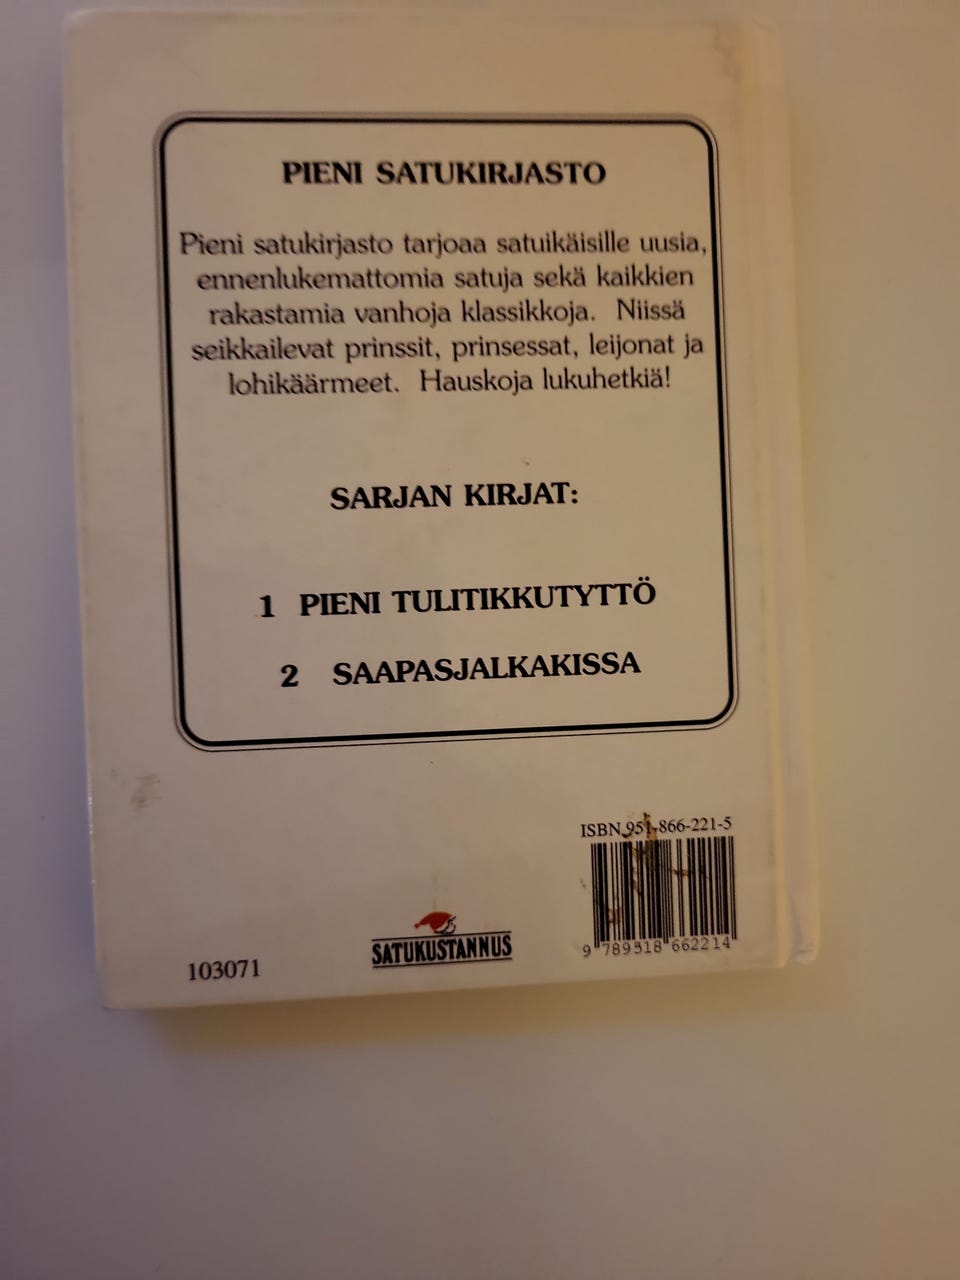 PIENI SATUKIRJASTO
Pieni satukirjasto tarjoaa satuikäisille uusia,
ennenlukemattomia satuja sekä kaikkien
rakastamia vanhoja klassikkoja. Niissä
seikkailevat prinssit, prinsessat, leijonat ja
lohikäärmeet. Hauskoja lukuhetkiä!
SARJAN KIRJAT:
1 PIENI TULITIKKUTYTTÖ
2 SAAPASJALKAKISSA
ISBN 951-866-221-5
9 789518 662214
SATUKUSTANNUS
103071